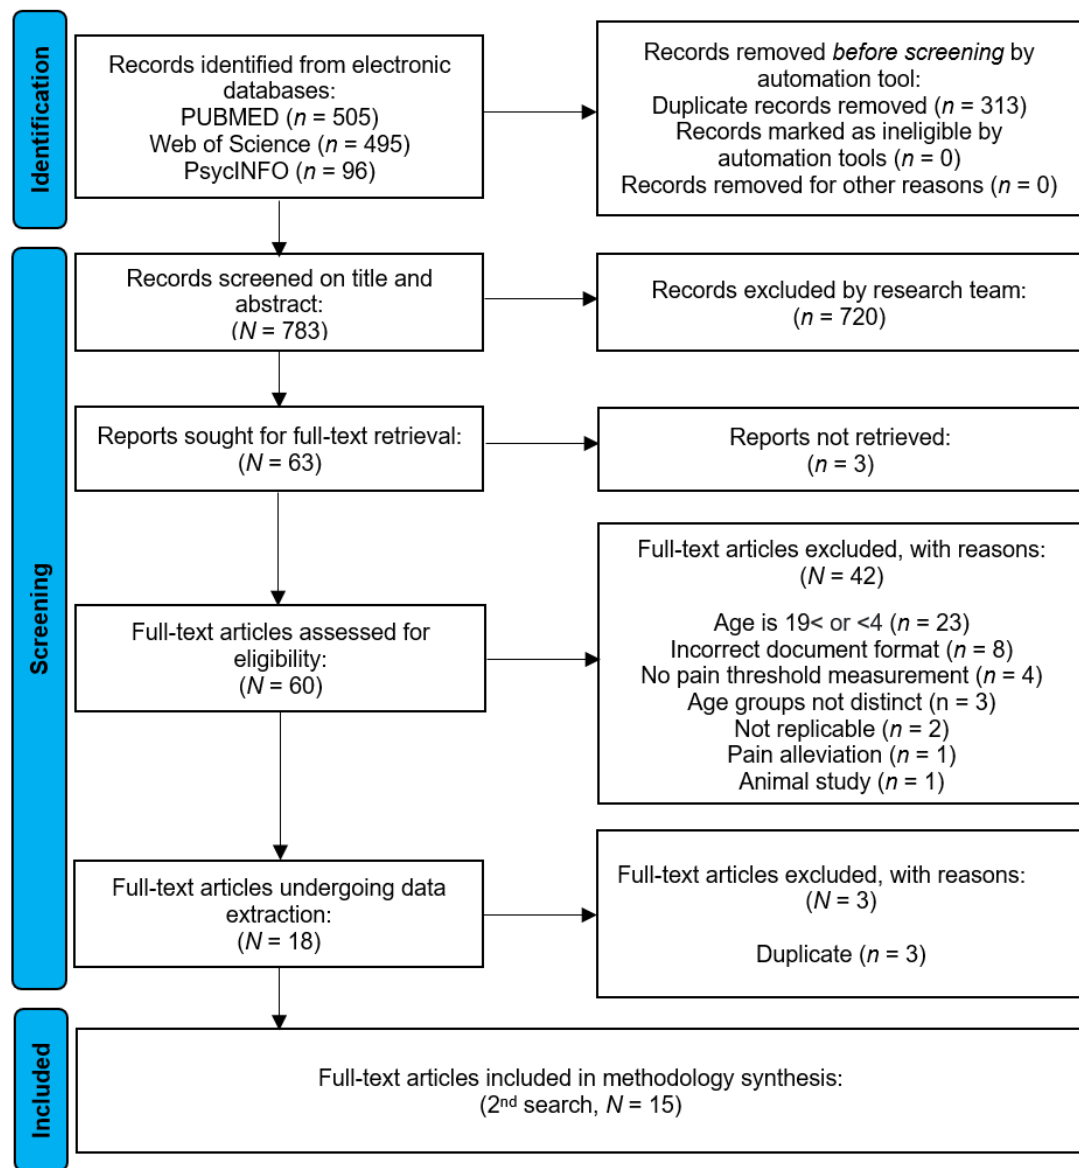 Identification
Records identified from electronic
databases:
PUBMED (n = 505)
Web of Science (n = 495)
PsycINFO (n = 96)
Records removed before screening by
automation tool:
Duplicate records removed (n = 313)
Records marked as ineligible by
automation tools (n = 0)
Records removed for other reasons (n = 0)
Screening
Records screened on title and
abstract:
(N = 783)
Records excluded by research team:
(n = 720)
Reports sought for full-text retrieval:
(N = 63)
Reports not retrieved:
(n = 3)
Full-text articles assessed for
eligibility:
(N = 60)
Full-text articles excluded, with reasons:
(N = 42)
Age is 19< or <4 (n = 23)
Incorrect document format (n = 8)
No pain threshold measurement (n = 4)
Age groups not distinct (n = 3)
Not replicable (n = 2)
Pain alleviation (n = 1)
Animal study (n = 1)
Full-text articles undergoing data
extraction:
(N = 18)
Full-text articles excluded, with reasons:
(N = 3)
Duplicate (n = 3)
Included
Full-text articles included in methodology synthesis:
(2nd search, N = 15)